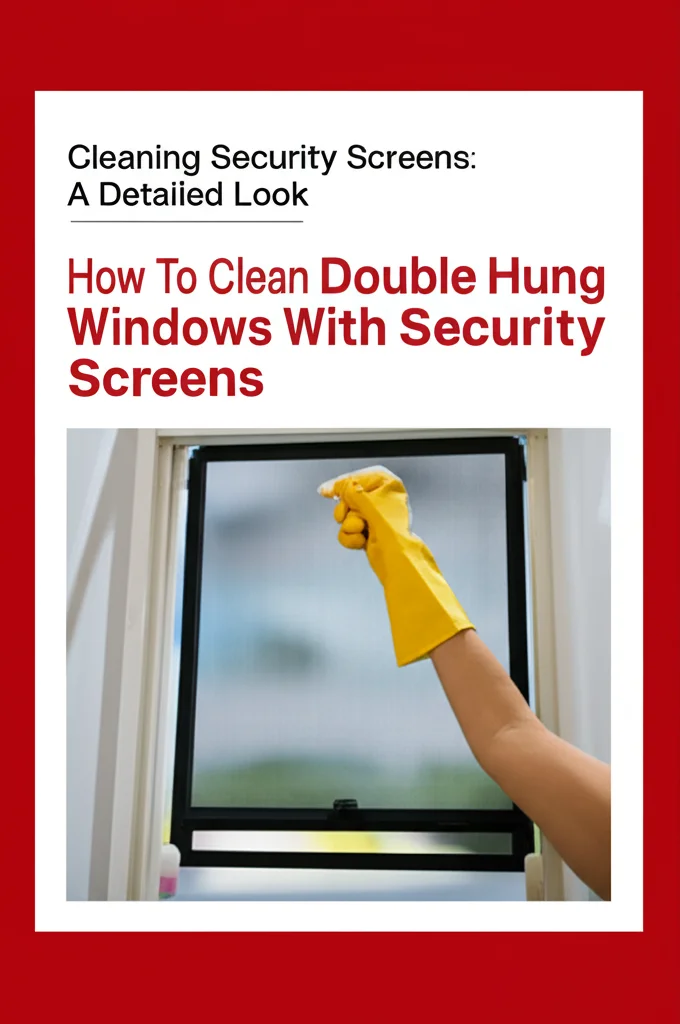 Cleaning Security Screens:
A Detaiied Look
How To Clean Double Hung
Windows With Security
Screens